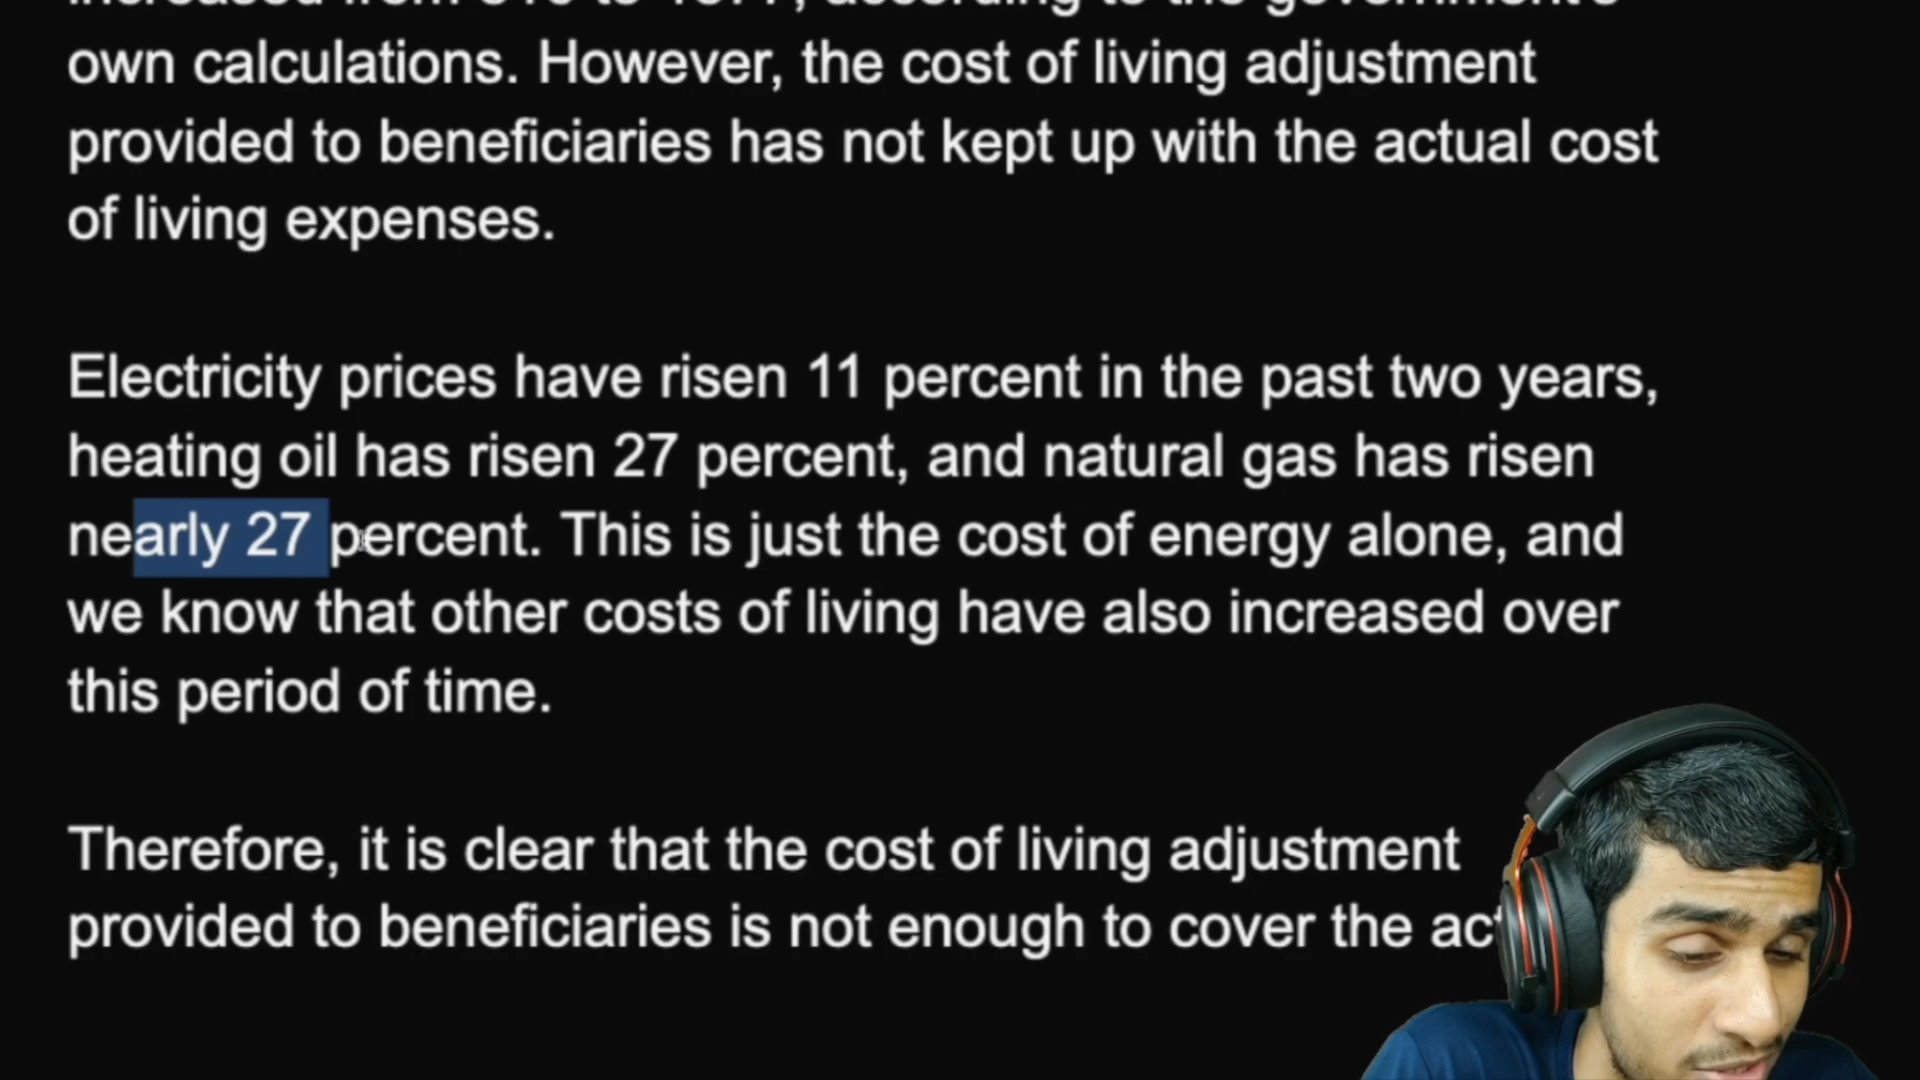 own calculations. However, the cost of living adjustment
provided to beneficiaries has not kept up with the actual cost
of living expenses.
Electricity prices have risen 11 percent in the past two years,
heating oil has risen 27 percent, and natural gas has risen
nearly 27 percent. This is just the cost of energy alone, and
we know that other costs of living have also increased over
this period of time.
Therefore, it is clear that the cost of living adjustment
provided to beneficiaries is not enough to cover the